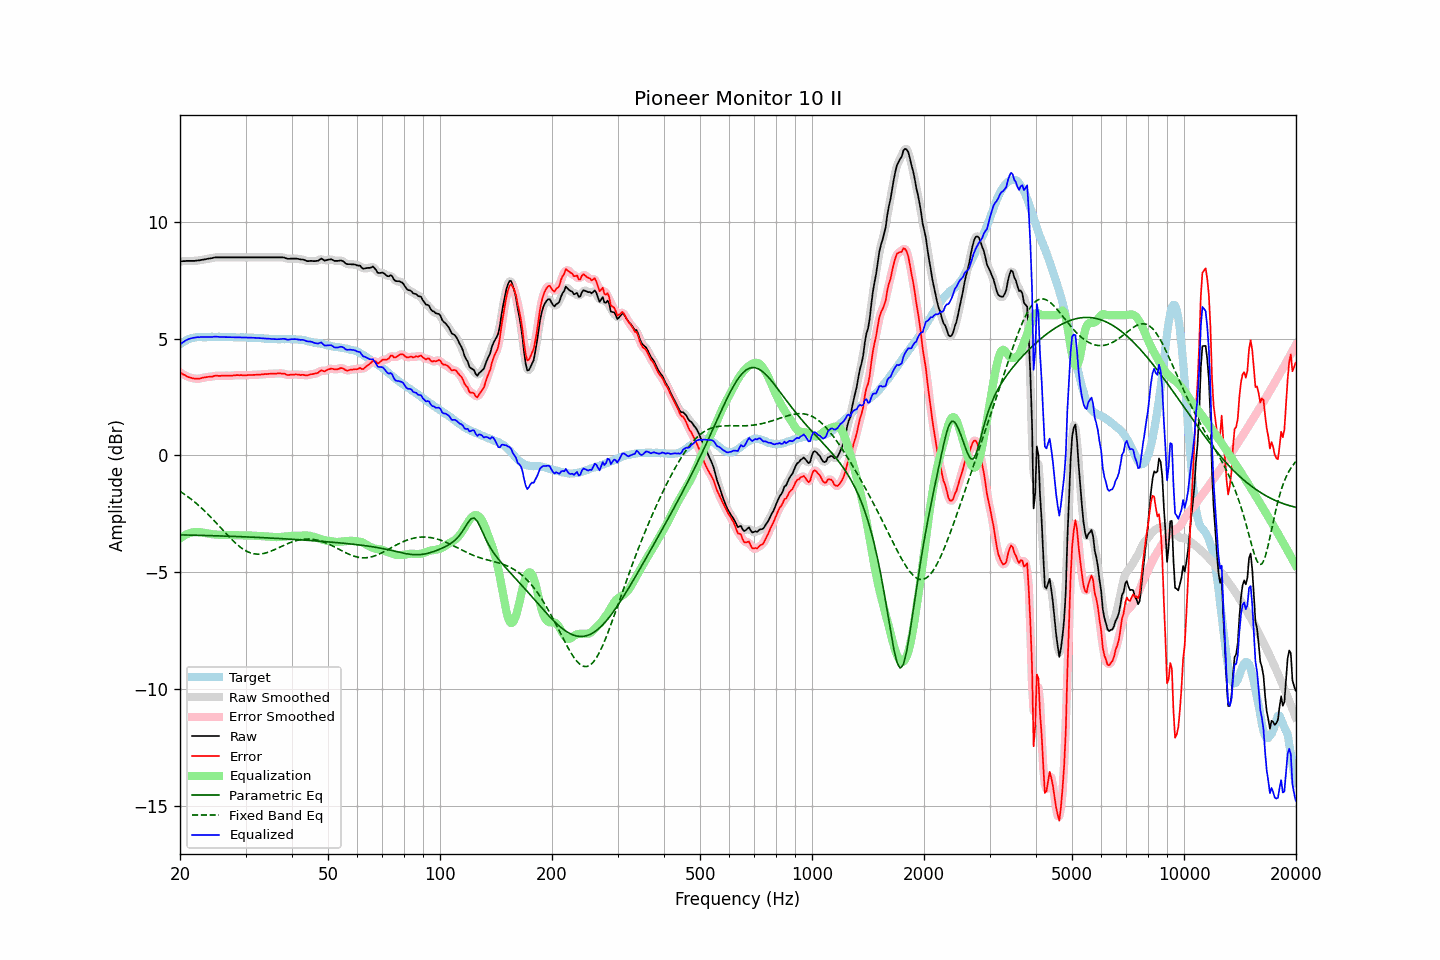 Pioneer Monitor 10 II
Amplitude (dBr)
10
5
0
−5
−10
−15
Target
Raw Smoothed
Error Smoothed
Raw
Error
Equalization
Parametric Eq
Fixed Band Eq
Equalized
20 50 100 200 500 1000 2000 5000 10000 20000
Frequency (Hz)